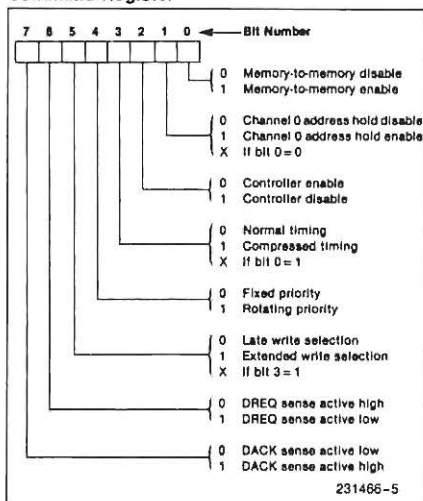 7 6 5 4 3 2 1 0 Bit Number
0 Memory-to-memory disable
1 Memory-to-memory enable
0 Channel 0 address hold disable
1 Channel 0 address hold enable
X If bit 0 = 0
0 Controller enable
1 Controller disable
0 Normal timing
1 Compressed timing
X If bit 0 = 1
0 Fixed priority
1 Rotating priority
0 Late write selection
1 Extended write selection
X If bit 3 = 1
0 DREQ sense active high
1 DREQ sense active low
0 DACK sense active low
1 DACK sense active high
231466-5